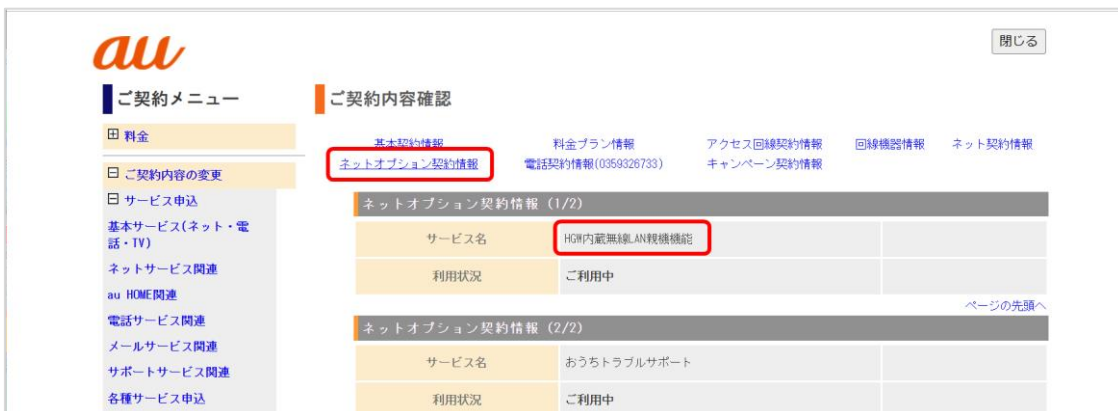 au
閉じる
ご契約メニュー
料金
ご契約内容の変更
サービス申込
基本サービス(ネット・電
話・TV)
ネットサービス関連
au HOME関連
電話サービス関連
メールサービス関連
サポートサービス関連
各種サービス申込
ご契約内容確認
基本契約情報 料金プラン情報 アクセス回線契約情報 回線機器情報 ネット契約情報
ネットオプション契約情報 電話契約情報(0359326733) キャンペーン契約情報
ネットオプション契約情報 (1/2)
サービス名 HGW内蔵無線LAN親機機能
利用状況 ご利用中
ページの先頭へ
ネットオプション契約情報 (2/2)
サービス名 おうちトラブルサポート
利用状況 ご利用中